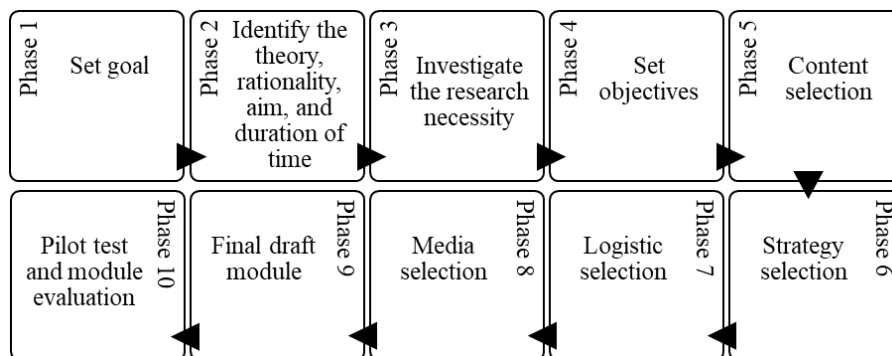 Phase 1
Set goal
Phase 2
Identify the
theory,
rationality,
aim, and
duration of
time
Phase 3
Investigate
the research
necessity
Phase 4
Set
objectives
Phase 5
Content
selection
Phase 6
Strategy
selection
Phase 7
Logistic
selection
Phase 8
Media
selection
Phase 9
Final draft
module
Phase 10
Pilot test
and module
evaluation